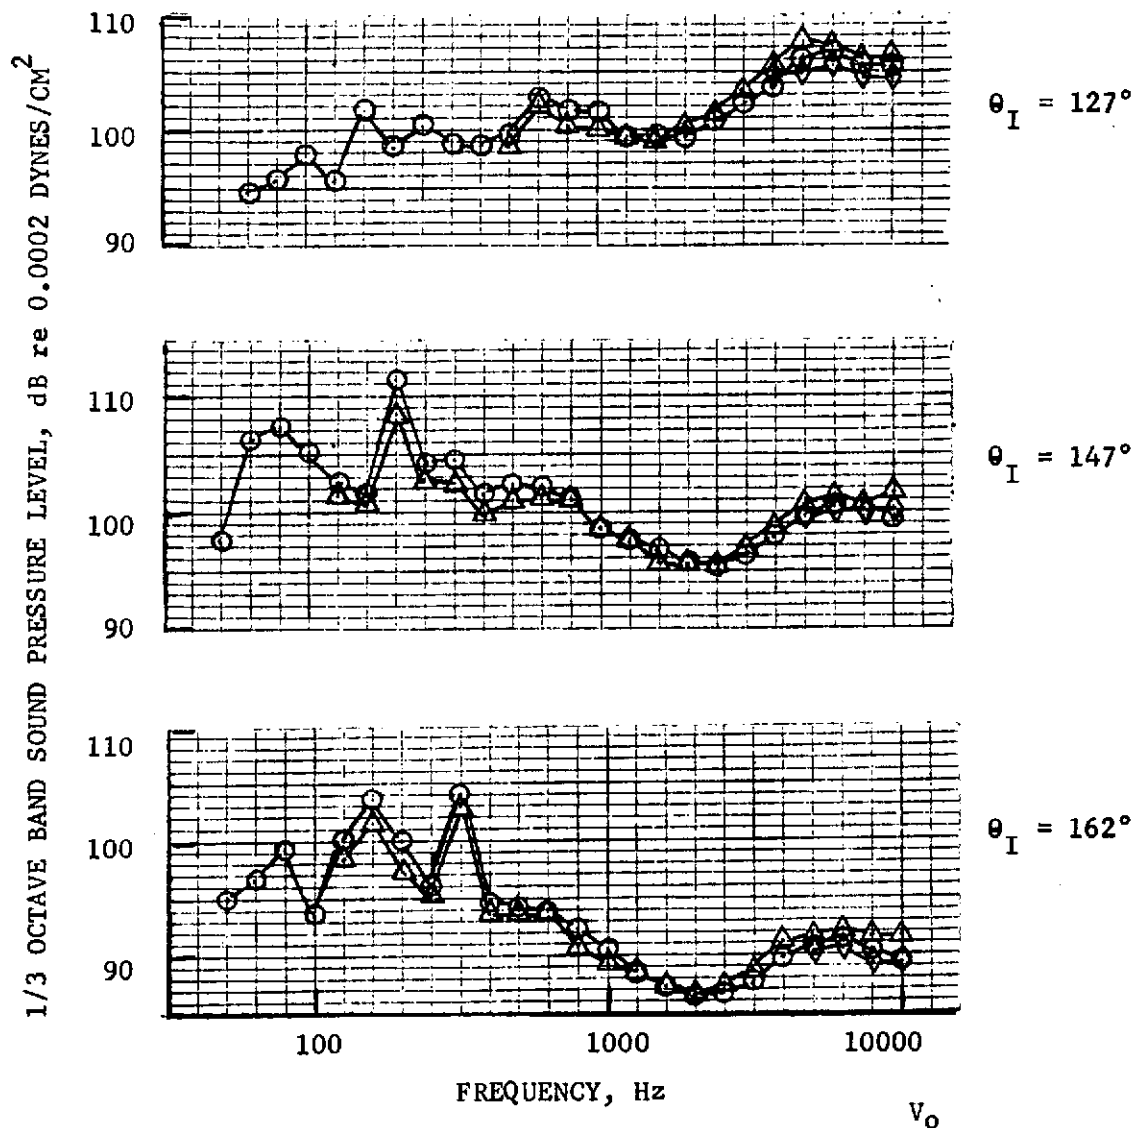 1/3 OCTAVE BAND SOUND PRESSURE LEVEL, dB re 0.0002 DYNES/CM²
110
100
90
θI = 127°
110
100
90
θI = 147°
110
100
90
θI = 162°
100 1000 10000
FREQUENCY, Hz
Vo